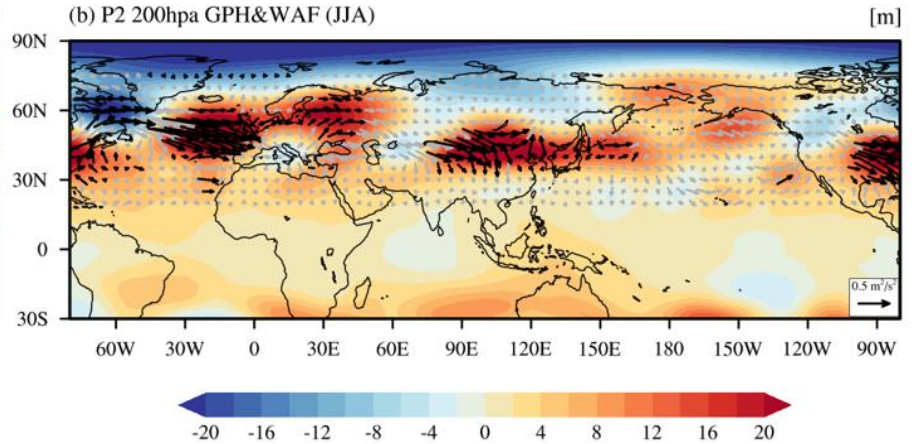 (b) P2 200hpa GPH&WAF (JJA) [m]
90N
60N
30N
0
30S
0.5 m²/s²
60W 30W 0 30E 60E 90E 120E 150E 180 150W 120W 90W
-20 -16 -12 -8 -4 0 4 8 12 16 20